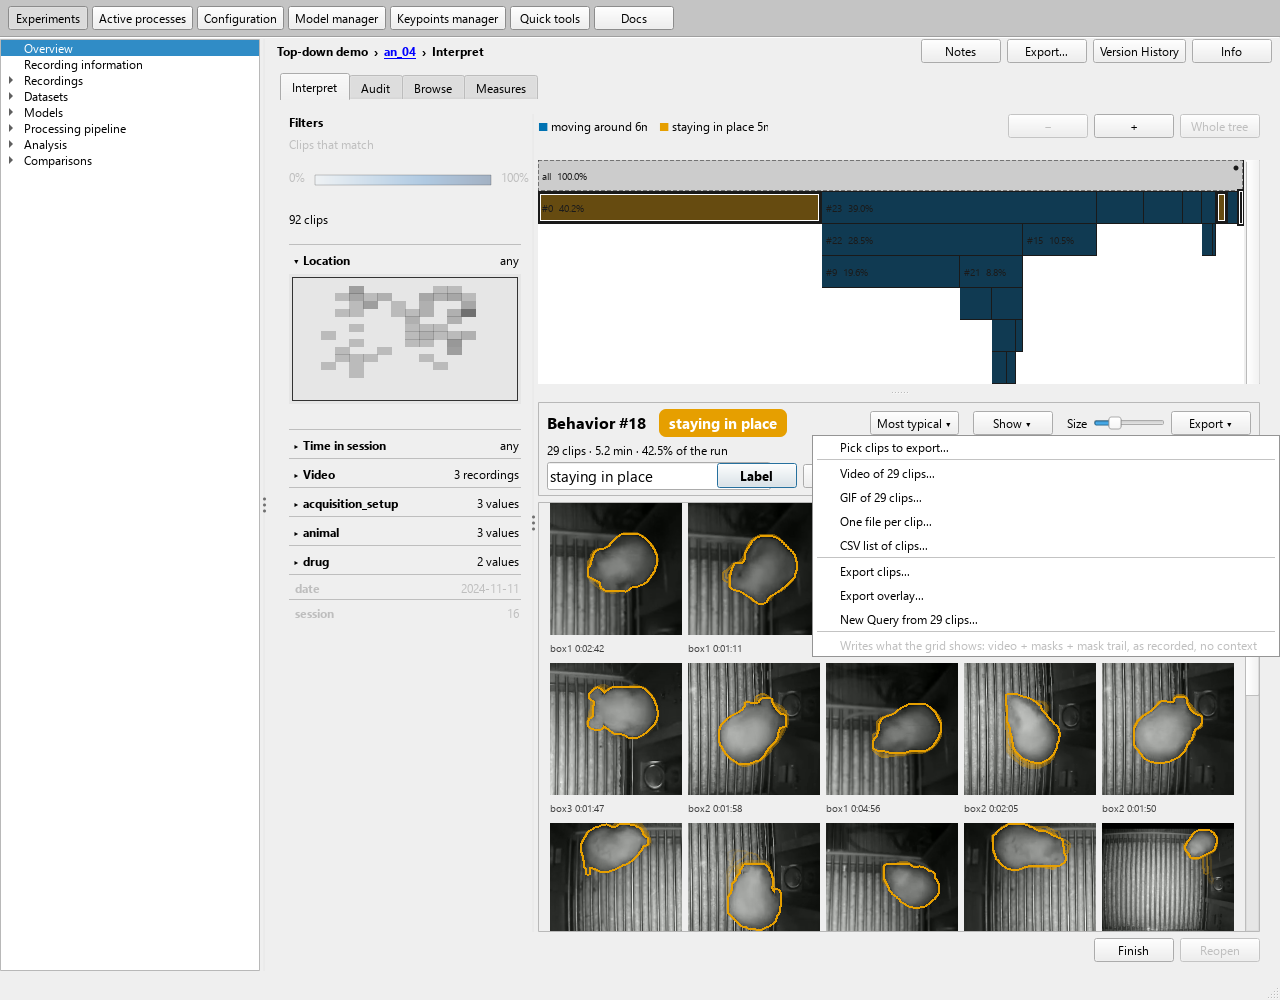 Experiments
Active processes
Configuration
Model manager
Keypoints manager
Quick tools
Docs
Overview
Recording information
Recordings
Datasets
Models
Processing pipeline
Analysis
Comparisons
Top-down demo › an_04 › Interpret
Notes
Export...
Version History
Info
Interpret
Audit
Browse
Measures
Filters
Clips that match
0%
100%
92 clips
Location
any
Time in session
any
Video
3 recordings
acquisition_setup
3 values
animal
3 values
drug
2 values
date
2024-11-11
session
16
moving around 6n
staying in place 5n
−
+
Whole tree
all 100.0%
#0 40.2%
#23 39.0%
#22 28.5%
#15 10.5%
#9 19.6%
#21 8.8%
Behavior #18
staying in place
Most typical
Show
Size
Export
29 clips · 5.2 min · 42.5% of the run
staying in place
Label
Pick clips to export...
Video of 29 clips...
GIF of 29 clips...
One file per clip...
CSV list of clips...
Export clips...
Export overlay...
New Query from 29 clips...
Writes what the grid shows: video + masks + mask trail, as recorded, no context
box1 0:02:42
box1 0:01:11
box3 0:01:47
box2 0:01:58
box1 0:04:56
box2 0:02:05
box2 0:01:50
Finish
Reopen